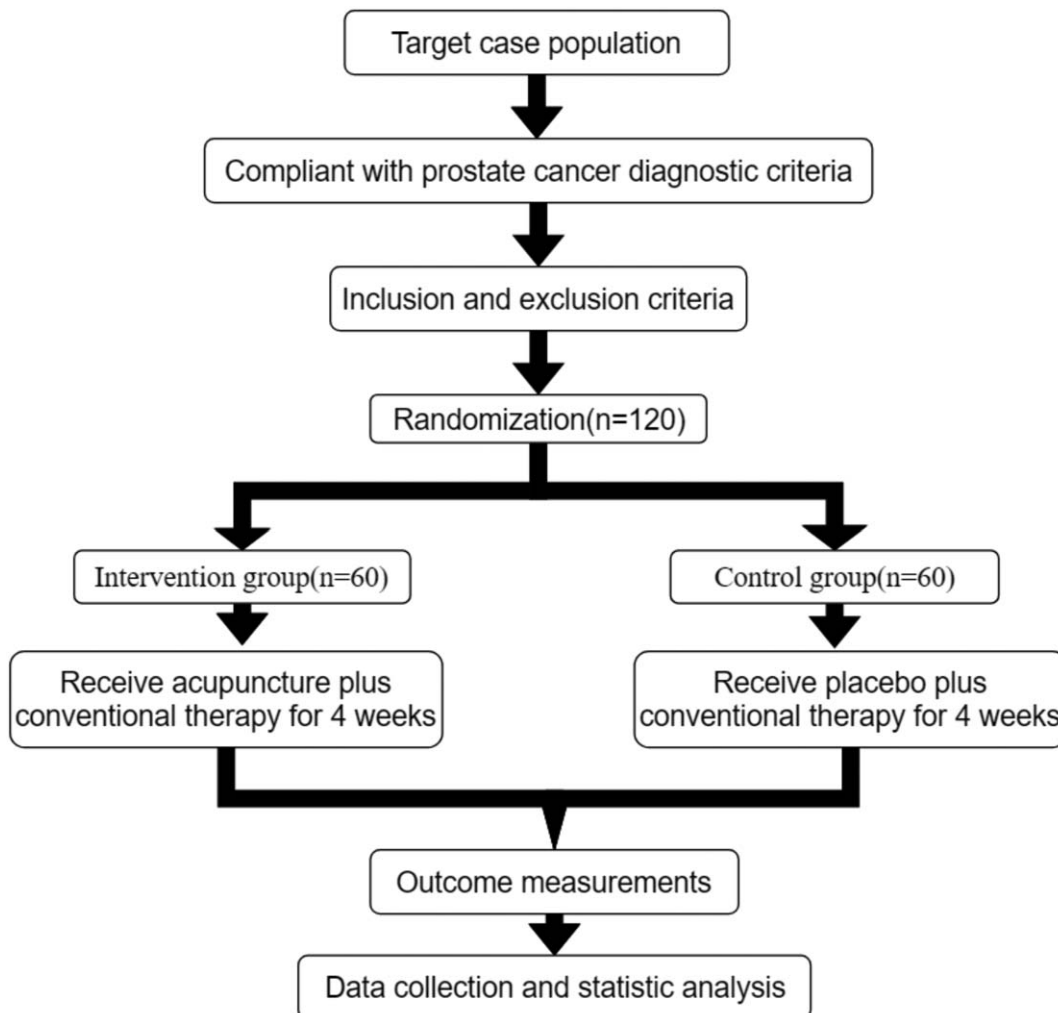 Target case population
Compliant with prostate cancer diagnostic criteria
Inclusion and exclusion criteria
Randomization(n=120)
Intervention group(n=60)
Control group(n=60)
Receive acupuncture plus
conventional therapy for 4 weeks
Receive placebo plus
conventional therapy for 4 weeks
Outcome measurements
Data collection and statistic analysis